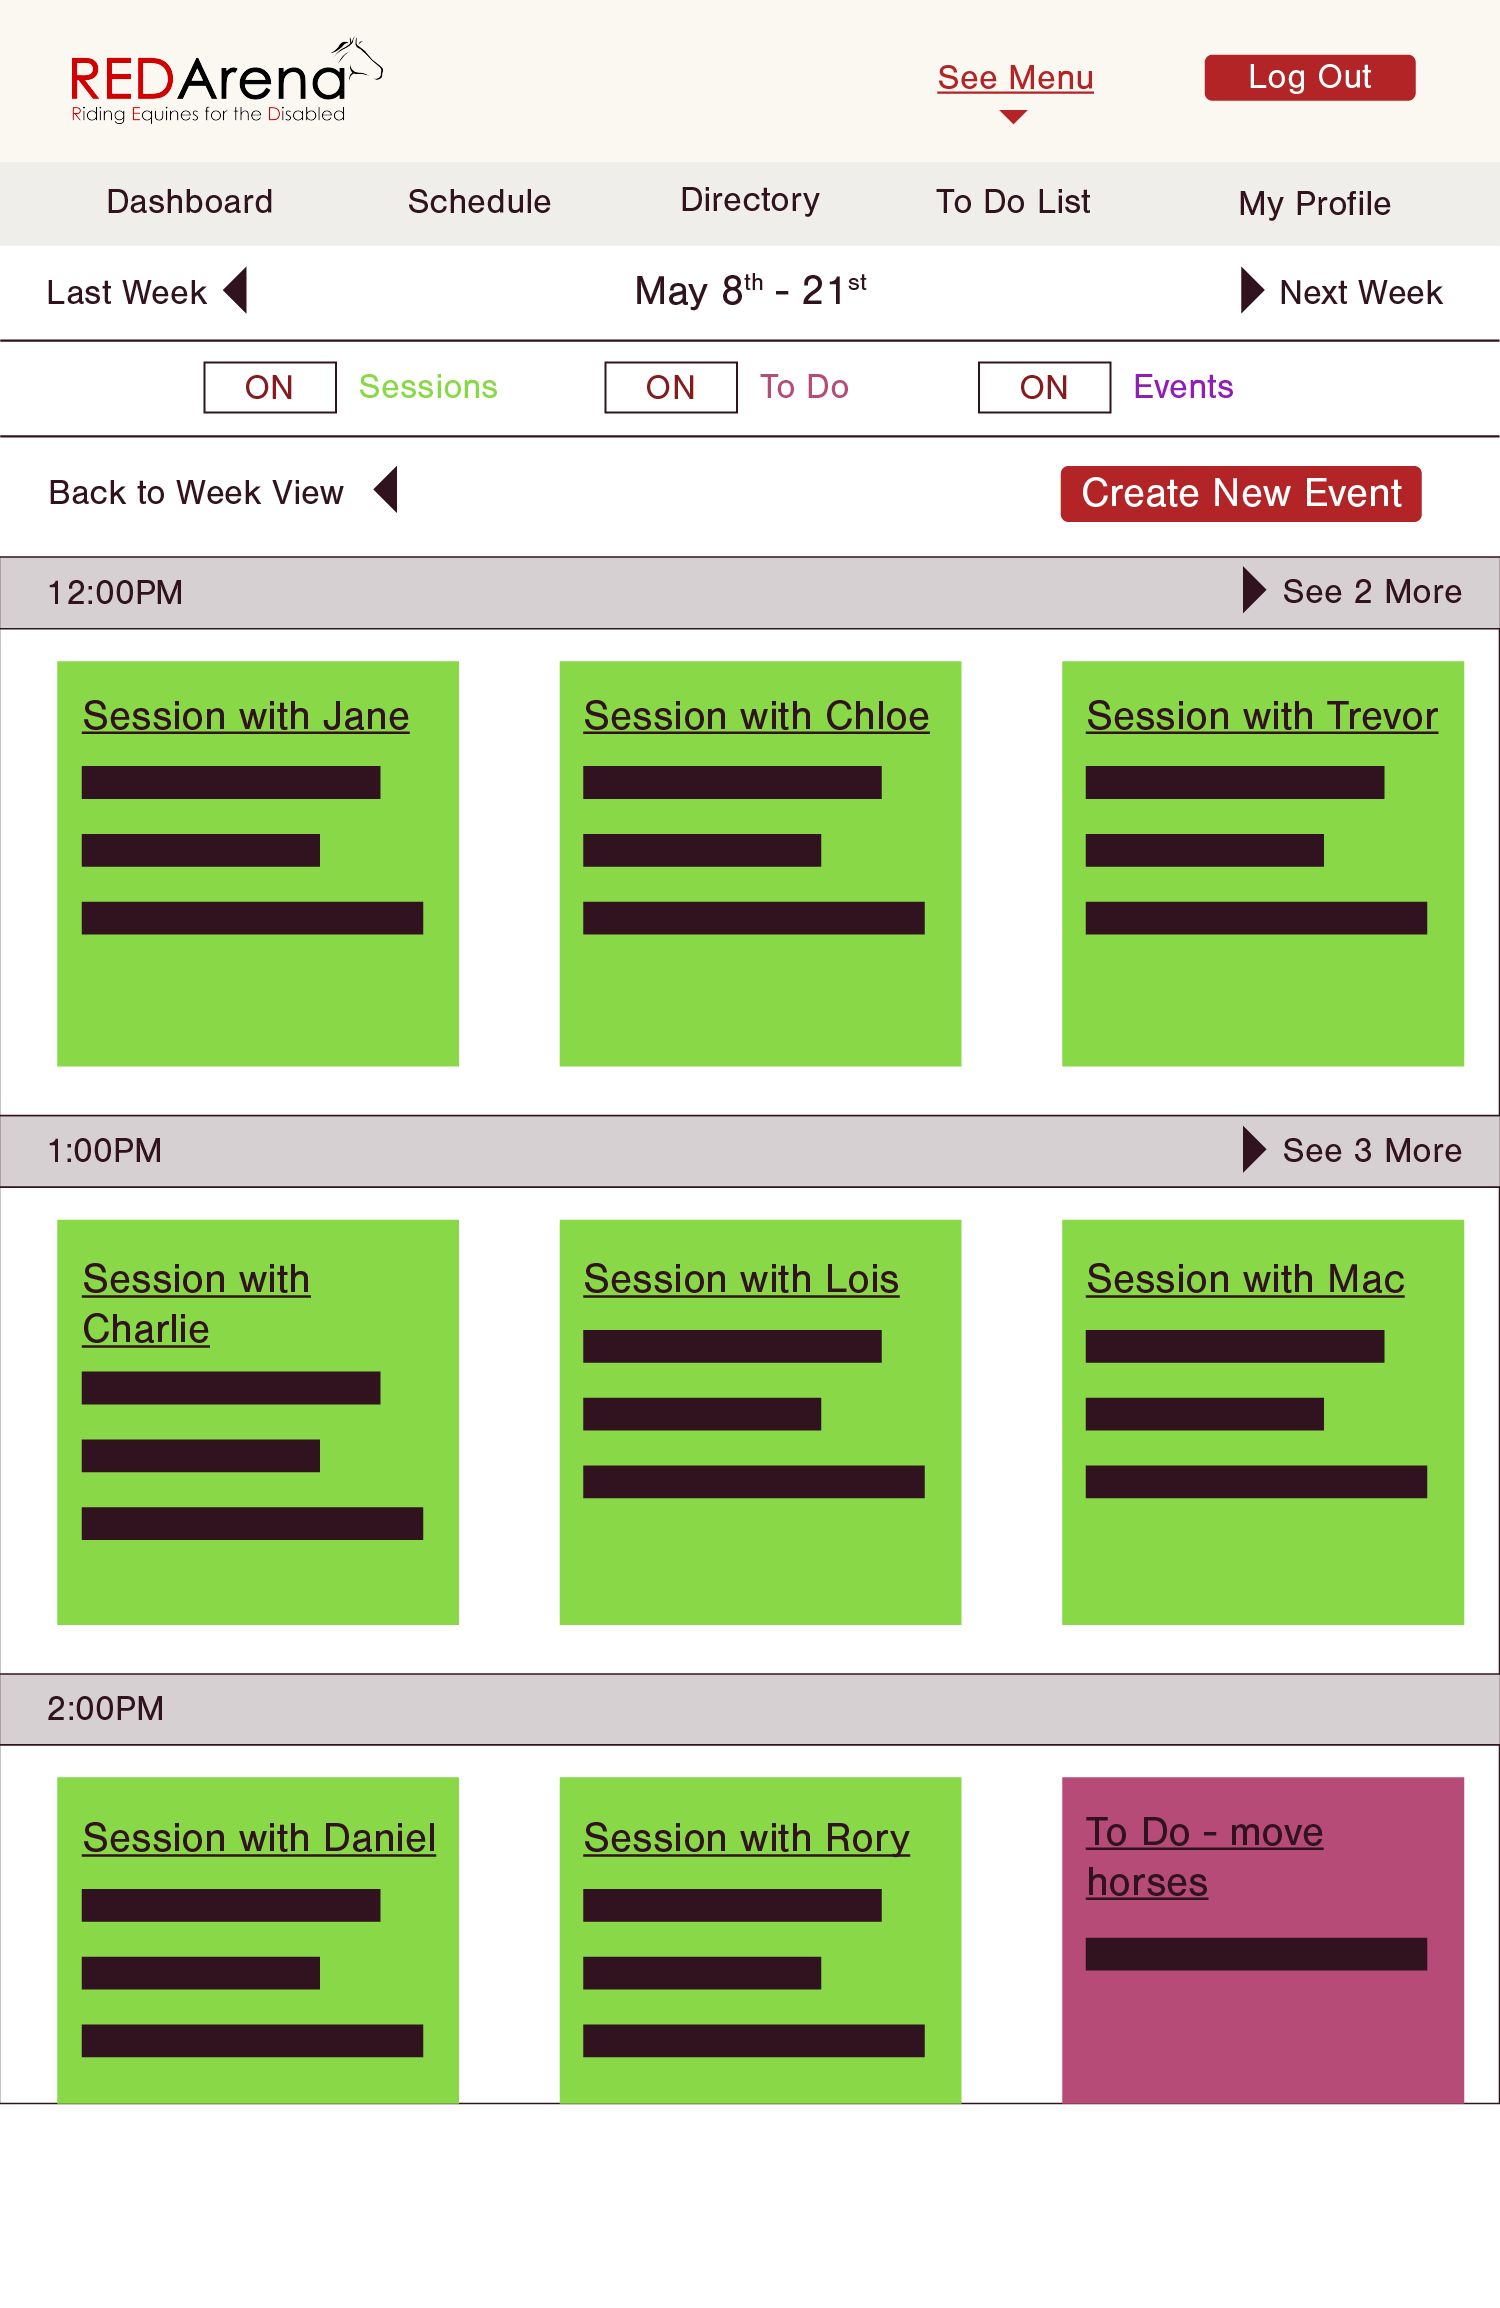 REDArena
Riding Equines for the Disabled
See Menu
Log Out
Dashboard Schedule Directory To Do List My Profile
Last Week May 8th - 21st Next Week
ON Sessions ON To Do ON Events
Back to Week View Create New Event
12:00PM See 2 More
Session with Jane Session with Chloe Session with Trevor
1:00PM See 3 More
Session with
Charlie
Session with Lois
Session with Mac
2:00PM
Session with Daniel
Session with Rory
To Do - move
horses